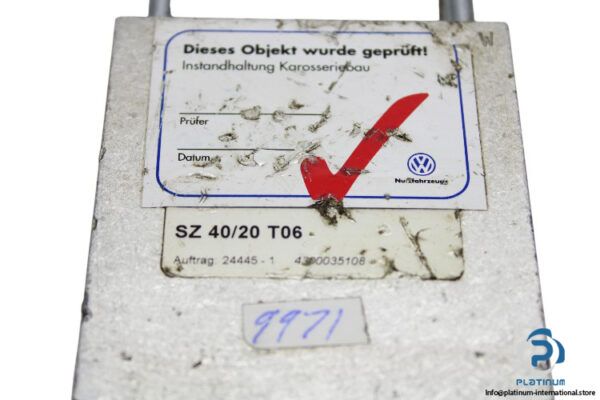 W
Dieses Objekt wurde geprüft!
Instandhaltung Karosseriebau
Prüfer
Datum
Nutzfahrzeuge
SZ 40/20 T06
Auftrag: 24445 - 1 4300035108
9971
PLATINUM
Info@platinum-international.store